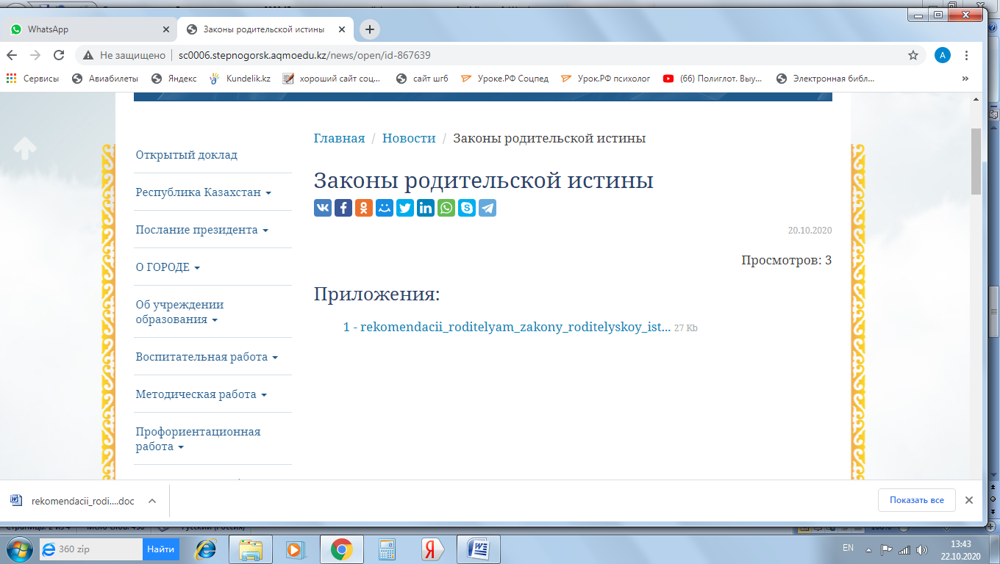 WhatsApp
Законы родительской истины
Не защищено
sc0006.stepnogorsk.aqmoedu.kz/news/open/id-867639
A
Сервисы
Авиабилеты
Яндекс
Kundelik.kz
хороший сайт соц...
сайт шгб
Уроке.РФ Соцпед
Урок.РФ психолог
(66) Полиглот. Выу...
Электронная библ...
»
Главная / Новости / Законы родительской истины
Открытый доклад
Республика Казахстан
Послание президента
О ГОРОДЕ
Об учреждении
образования
Воспитательная работа
Методическая работа
Профориентационная
работа
Законы родительской истины
20.10.2020
Просмотров: 3
Приложения:
1 - rekomendacii_roditelyam_zakony_roditelyskoy_ist... 27 Kb
rekomendacii_rodi....doc
Показать все
360 zip
Найти
EN
13:43
22.10.2020